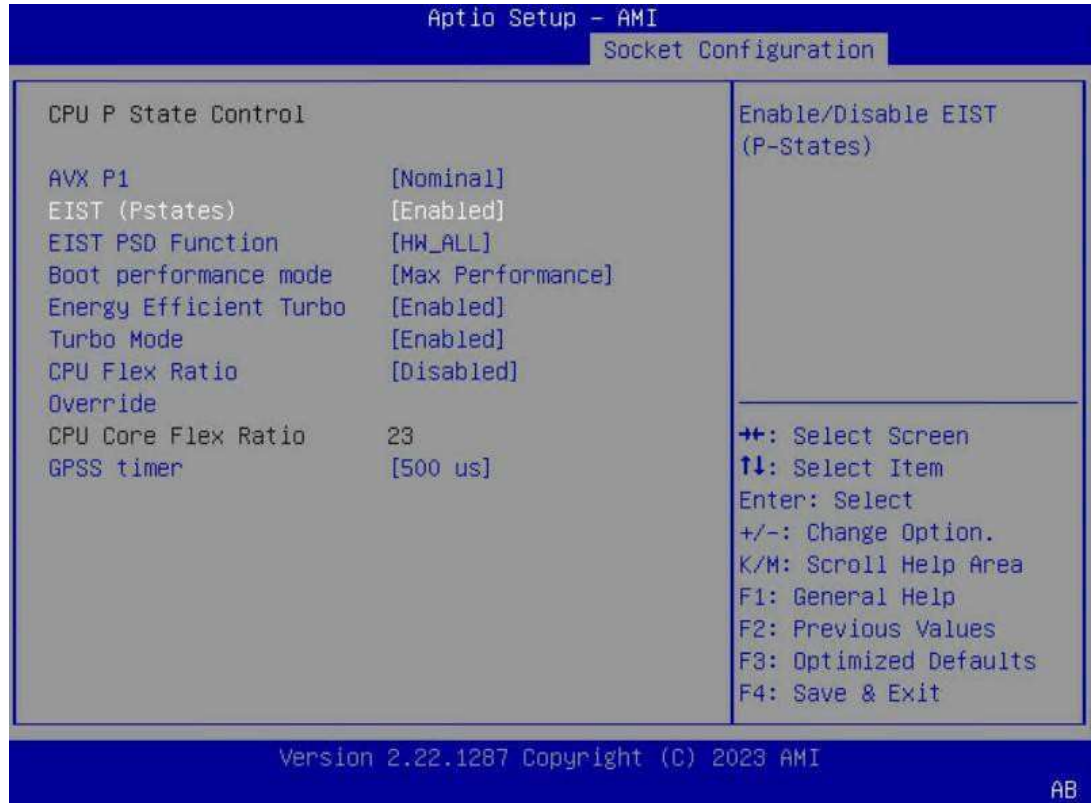 Aptio Setup – AMI
Socket Configuration
CPU P State Control
AVX P1 [Nominal]
EIST (Pstates) [Enabled]
EIST PSD Function [HW_ALL]
Boot performance mode [Max Performance]
Energy Efficient Turbo [Enabled]
Turbo Mode [Enabled]
CPU Flex Ratio [Disabled]
Override
CPU Core Flex Ratio 23
GPSS timer [500 us]
Enable/Disable EIST
(P-States)
→←: Select Screen
↑↓: Select Item
Enter: Select
+/-: Change Option.
K/M: Scroll Help Area
F1: General Help
F2: Previous Values
F3: Optimized Defaults
F4: Save & Exit
Version 2.22.1287 Copyright (C) 2023 AMI
AB